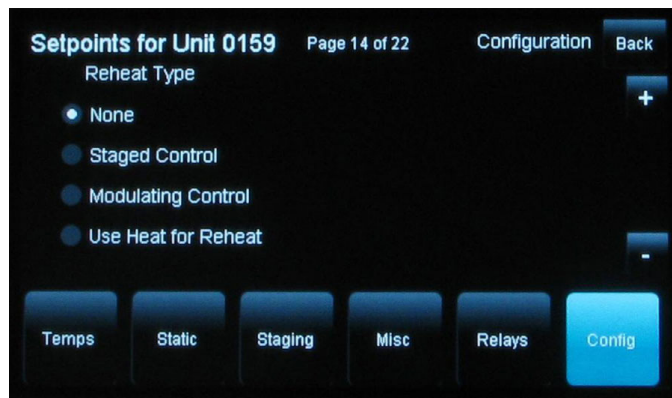 Setpoints for Unit 0159 Page 14 of 22 Configuration Back
Reheat Type
+
None
Staged Control
Modulating Control
Use Heat for Reheat
-
Temps Static Staging Misc Relays Config